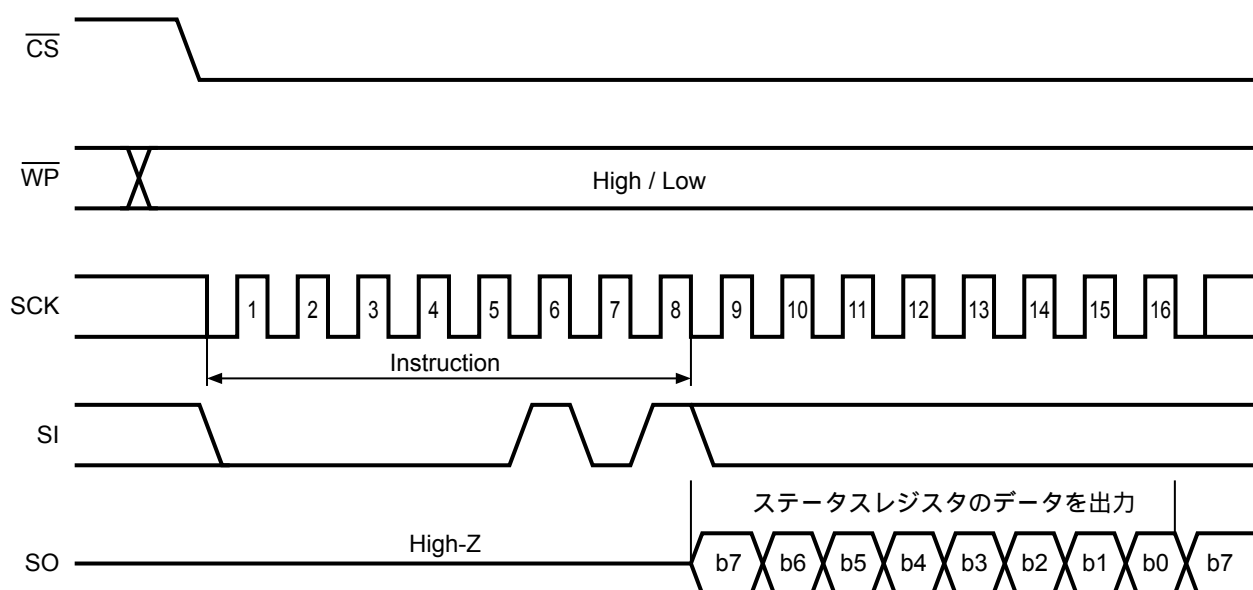 CS
WP
High / Low
SCK
1 2 3 4 5 6 7 8 9 10 11 12 13 14 15 16
Instruction
SI
ステータスレジスタのデータを出力
High-Z
SO
b7 b6 b5 b4 b3 b2 b1 b0 b7